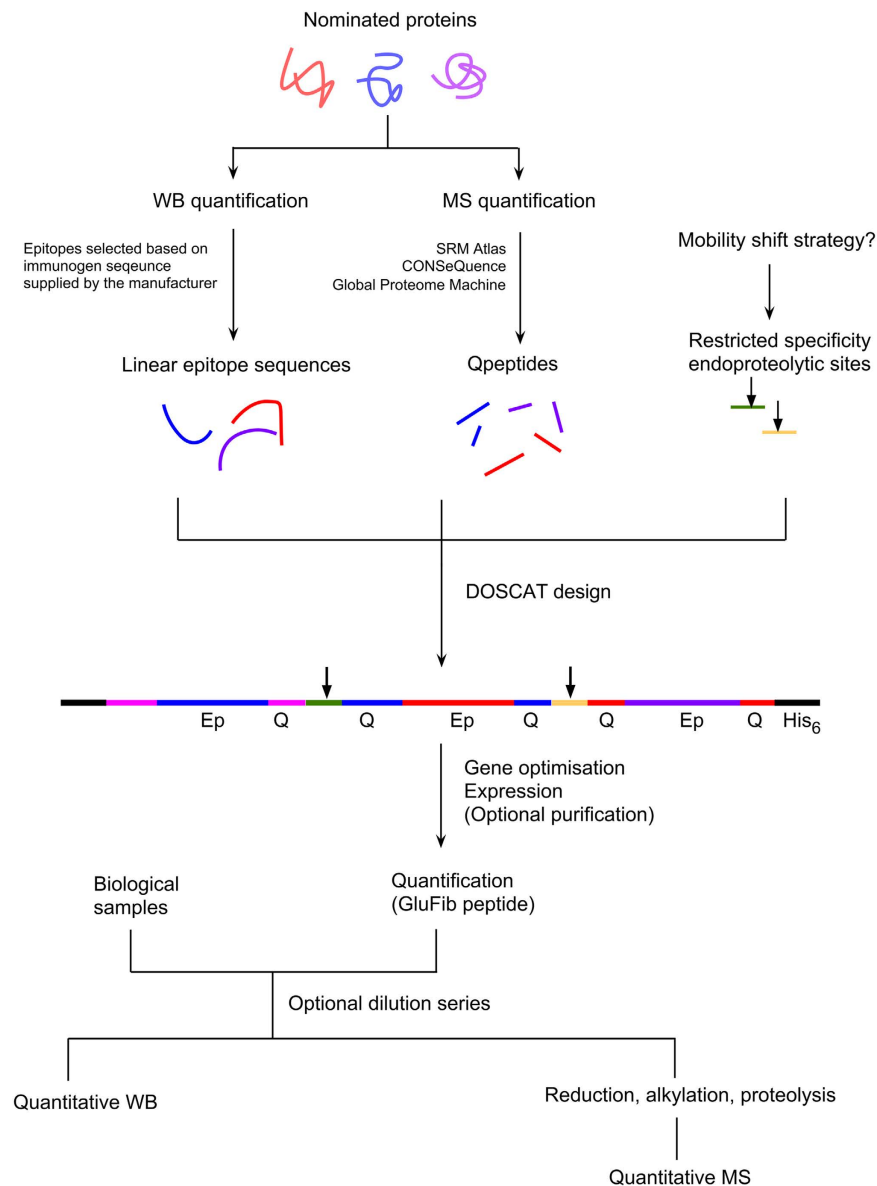 Nominated proteins
WB quantification
MS quantification
Epitopes selected based on
immunogen seqeunce
supplied by the manufacturer
SRM Atlas
CONSeQuence
Global Proteome Machine
Mobility shift strategy?
Restricted specificity
endoproteolytic sites
Linear epitope sequences
Qpeptides
DOSCAT design
Ep Q Q Ep Q Q Ep Q His6
Gene optimisation
Expression
(Optional purification)
Biological
samples
Quantification
(GluFib peptide)
Optional dilution series
Quantitative WB
Reduction, alkylation, proteolysis
Quantitative MS